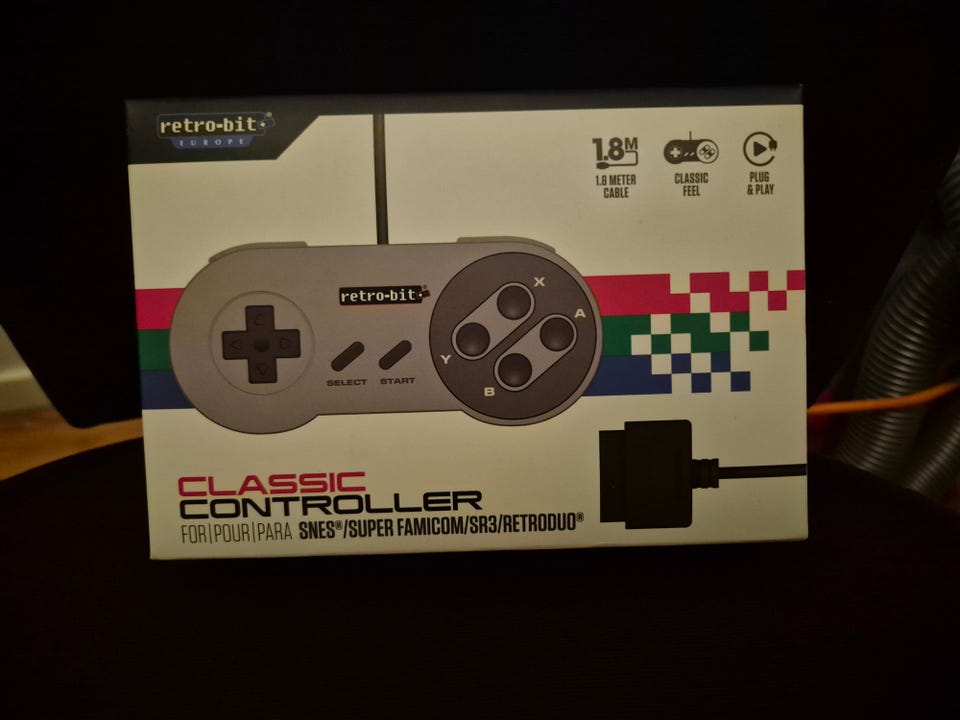 retro-bit
EUROPE
1.8M
1.8 METER
CABLE
CLASSIC
FEEL
PLUG
& PLAY
retro-bit
SELECT
START
X
A
Y
B
CLASSIC
CONTROLLER
FOR|POUR|PARA SNES®/SUPER FAMICOM/SR3/RETRODUO®